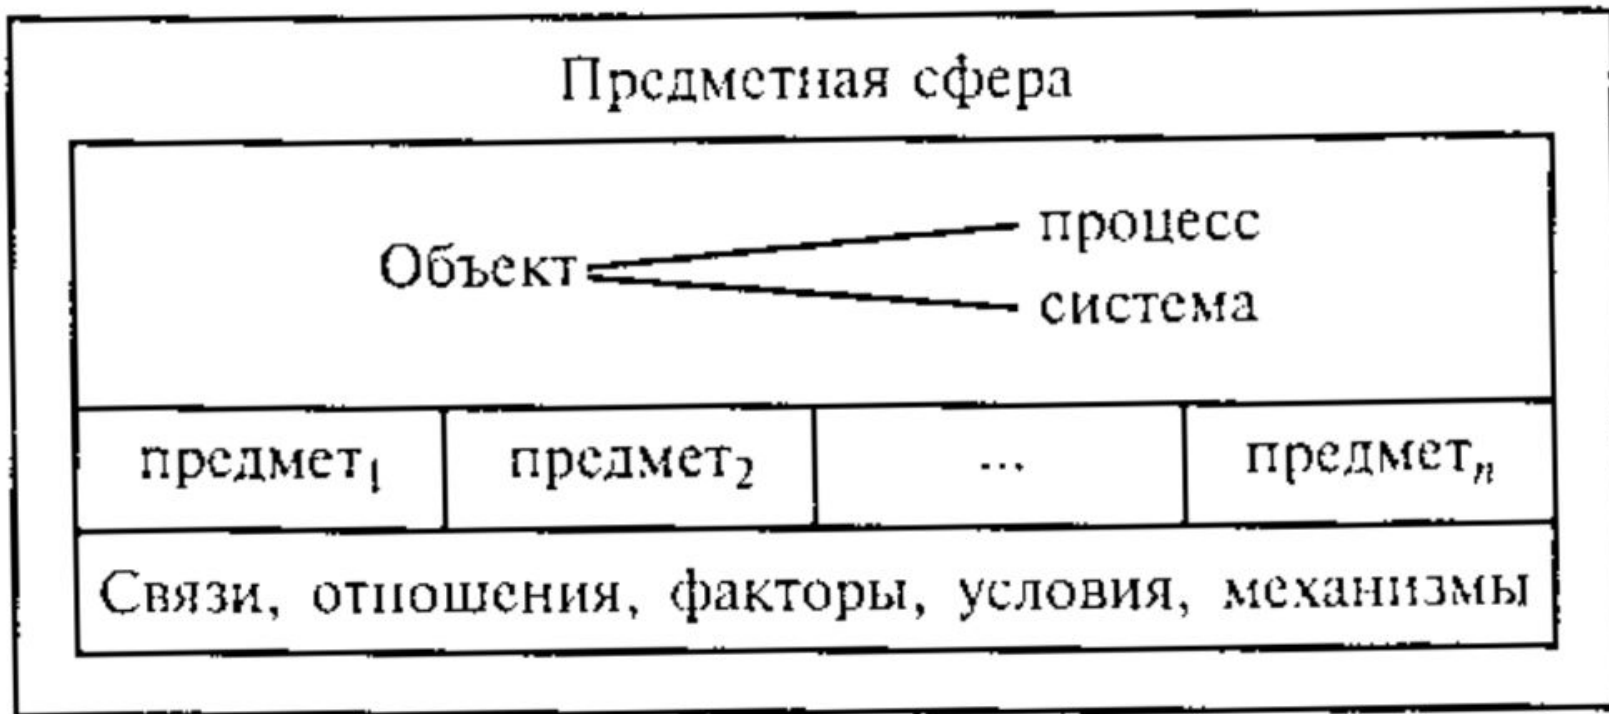 Предметная сфера
процесс
Объект
система
предмет₁ предмет₂ ... предметₙ
Связи, отношения, факторы, условия, механизмы